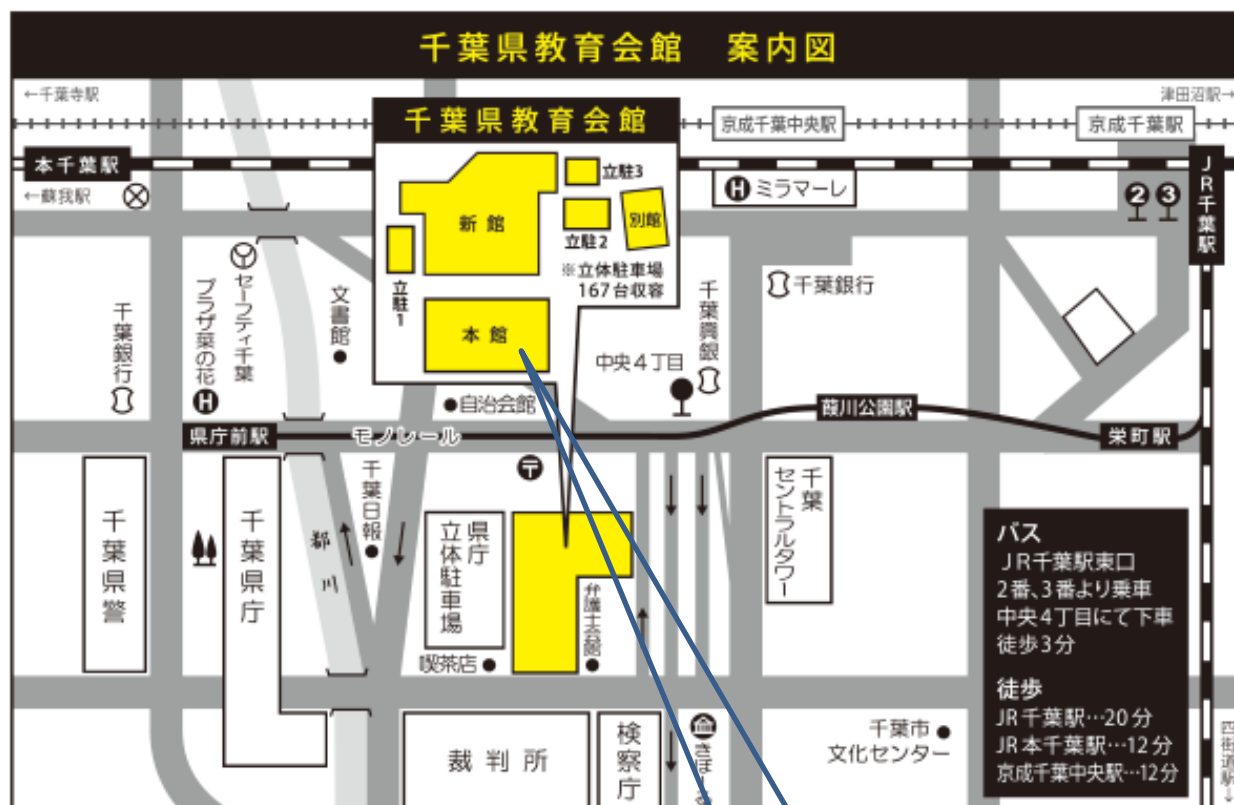 千葉県教育会館　案内図
←千葉寺駅
津田沼駅→
千葉県教育会館
京成千葉中央駅
京成千葉駅
本千葉駅
←蘇我駅
JR千葉駅
H ミラマーレ
2 3
新館
立駐3
立駐2
別館
立駐1
※立体駐車場
167台収容
本館
セーフティ千葉
プラザ菜の花
H
千葉銀行
文書館
千葉銀行
千葉興銀
中央4丁目
自治会館
葭川公園駅
県庁前駅
モノレール
栄町駅
〒
千葉県警
千葉県庁
都川
千葉日報
県庁
立体駐車場
喫茶店
弁護士会館
千葉
セントラルタワー
バス
JR千葉駅東口
2番、3番より乗車
中央4丁目にて下車
徒歩3分
徒歩
JR千葉駅…20分
JR本千葉駅…12分
京成千葉中央駅…12分
裁判所
検察庁
きぼーる
千葉市
文化センター
四街道駅→